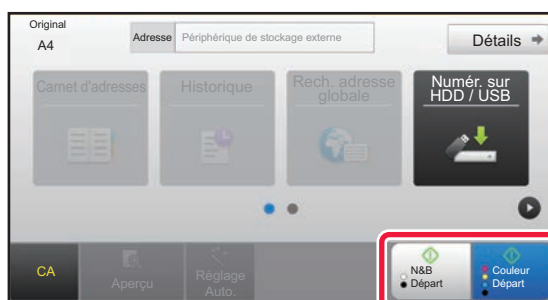 Original
A4
Adresse
Périphérique de stockage externe
Détails
Carnet d'adresses
Historique
Rech. adresse
globale
Numér. sur
HDD / USB
CA
Aperçu
Réglage
Auto.
N&B
Départ
Couleur
Départ